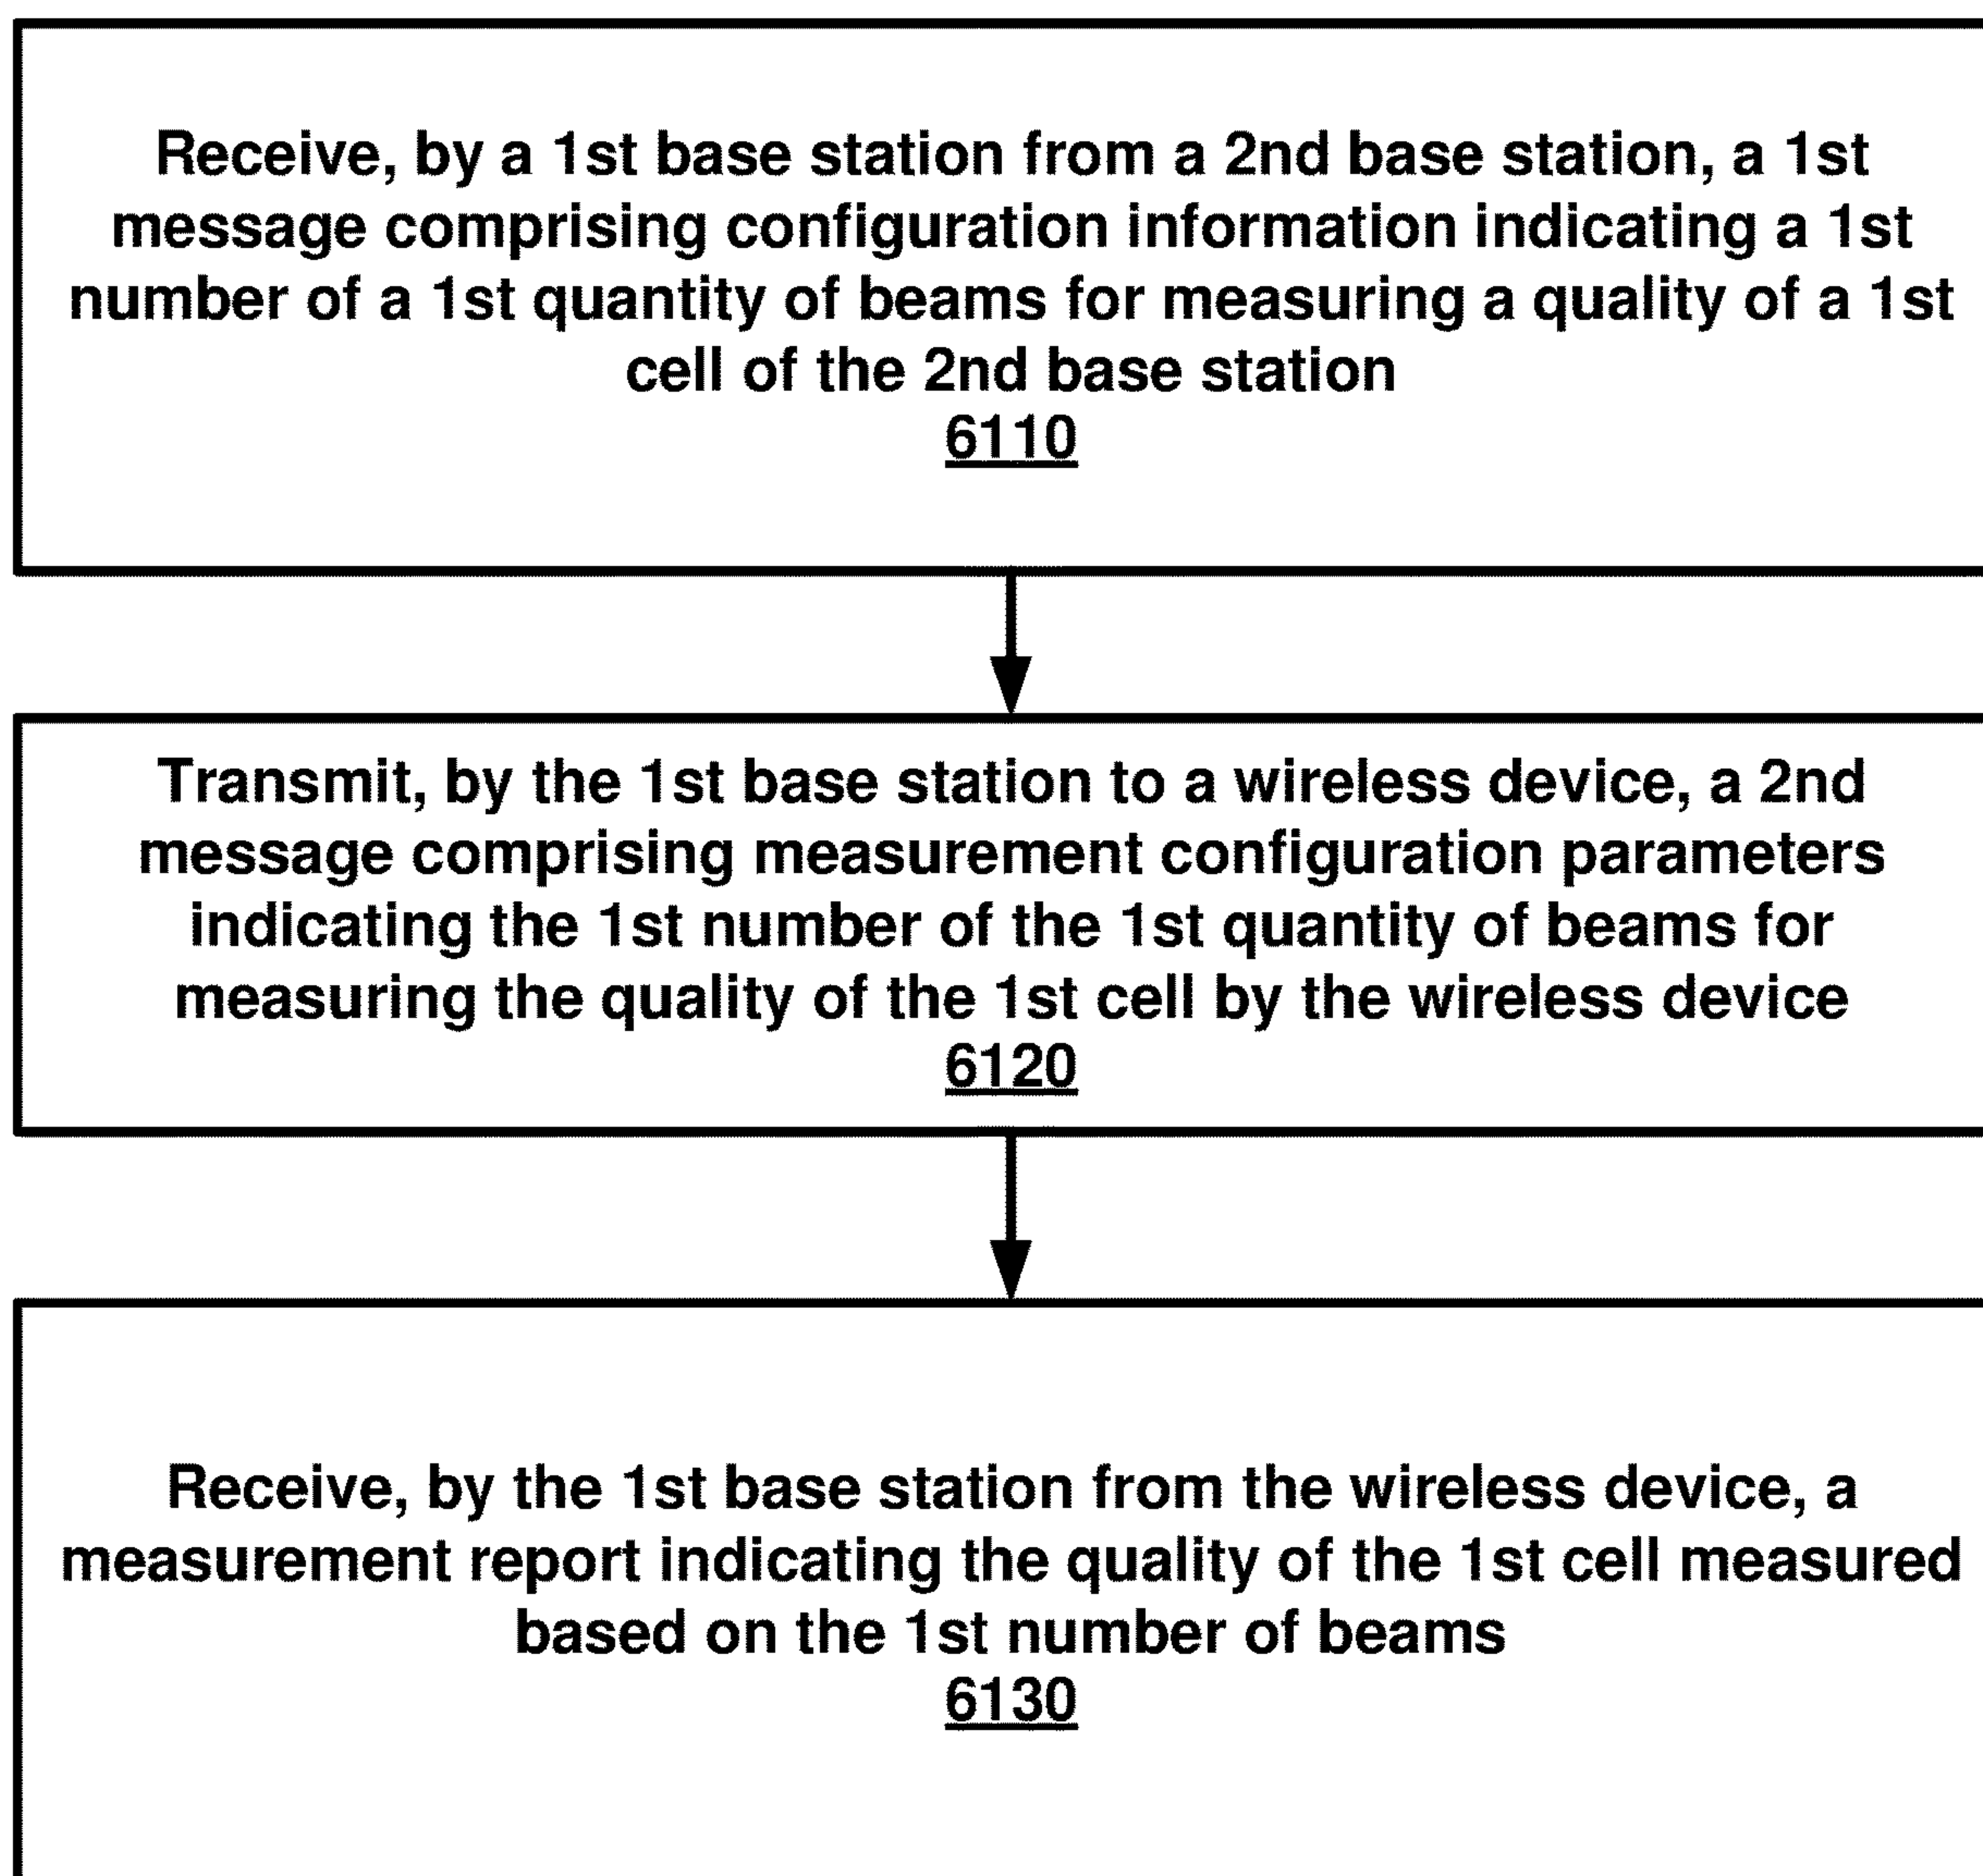 Receive, by a 1st base station from a 2nd base station, a 1st
message comprising configuration information indicating a 1st
number of a 1st quantity of beams for measuring a quality of a 1st
cell of the 2nd base station
6110
Transmit, by the 1st base station to a wireless device, a 2nd
message comprising measurement configuration parameters
indicating the 1st number of the 1st quantity of beams for
measuring the quality of the 1st cell by the wireless device
6120
Receive, by the 1st base station from the wireless device, a
measurement report indicating the quality of the 1st cell measured
based on the 1st number of beams
6130